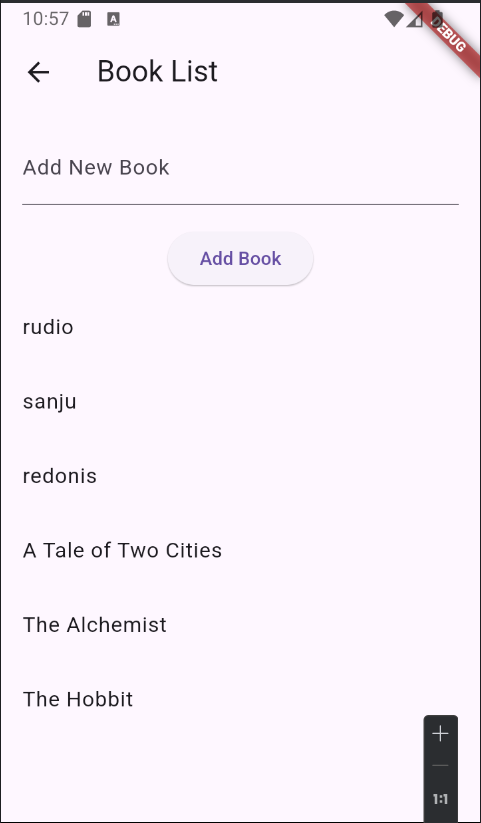 10:57
A
DEBUG
Book List
Add New Book
Add Book
rudio
sanju
redonis
A Tale of Two Cities
The Alchemist
The Hobbit
1:1